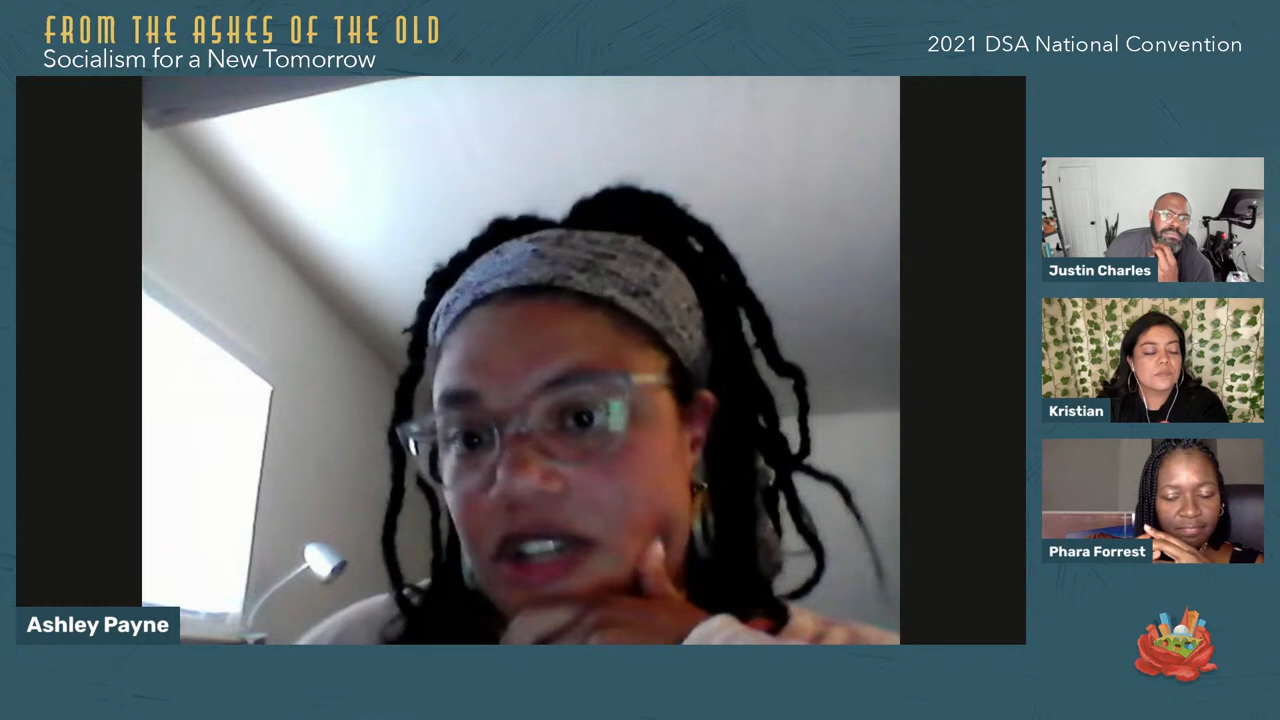 FROM THE ASHES OF THE OLD
Socialism for a New Tomorrow
2021 DSA National Convention
Justin Charles
Kristian
Phara Forrest
Ashley Payne